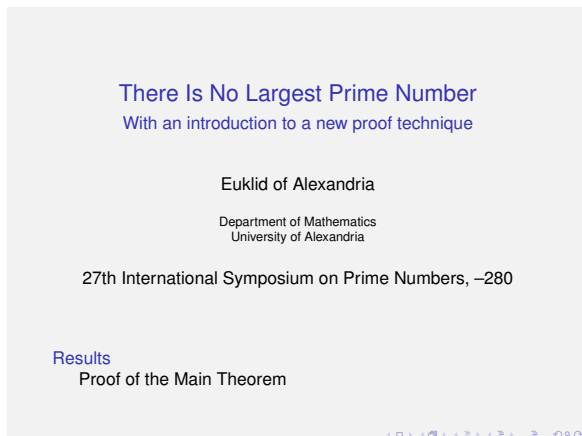 There Is No Largest Prime Number
With an introduction to a new proof technique
Euklid of Alexandria
Department of Mathematics
University of Alexandria
27th International Symposium on Prime Numbers, –280
Results
Proof of the Main Theorem